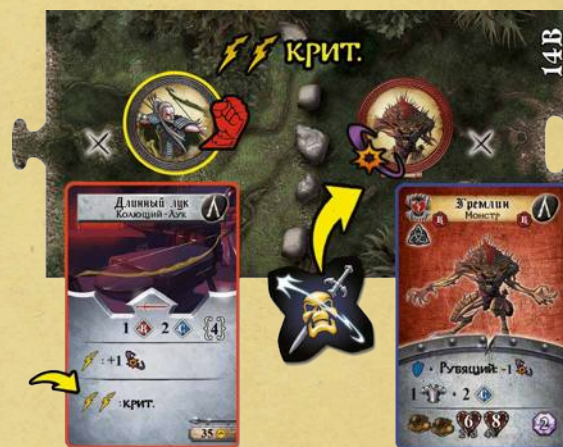 КРИТ.
14B
Длинный лук
Колющий · Лук
1 К 2 С {4}
: +1
: КРИТ.
35
Гремлин
Монстр
Я Я
· Рубящий: -1
1 · 2 С
6 8
2